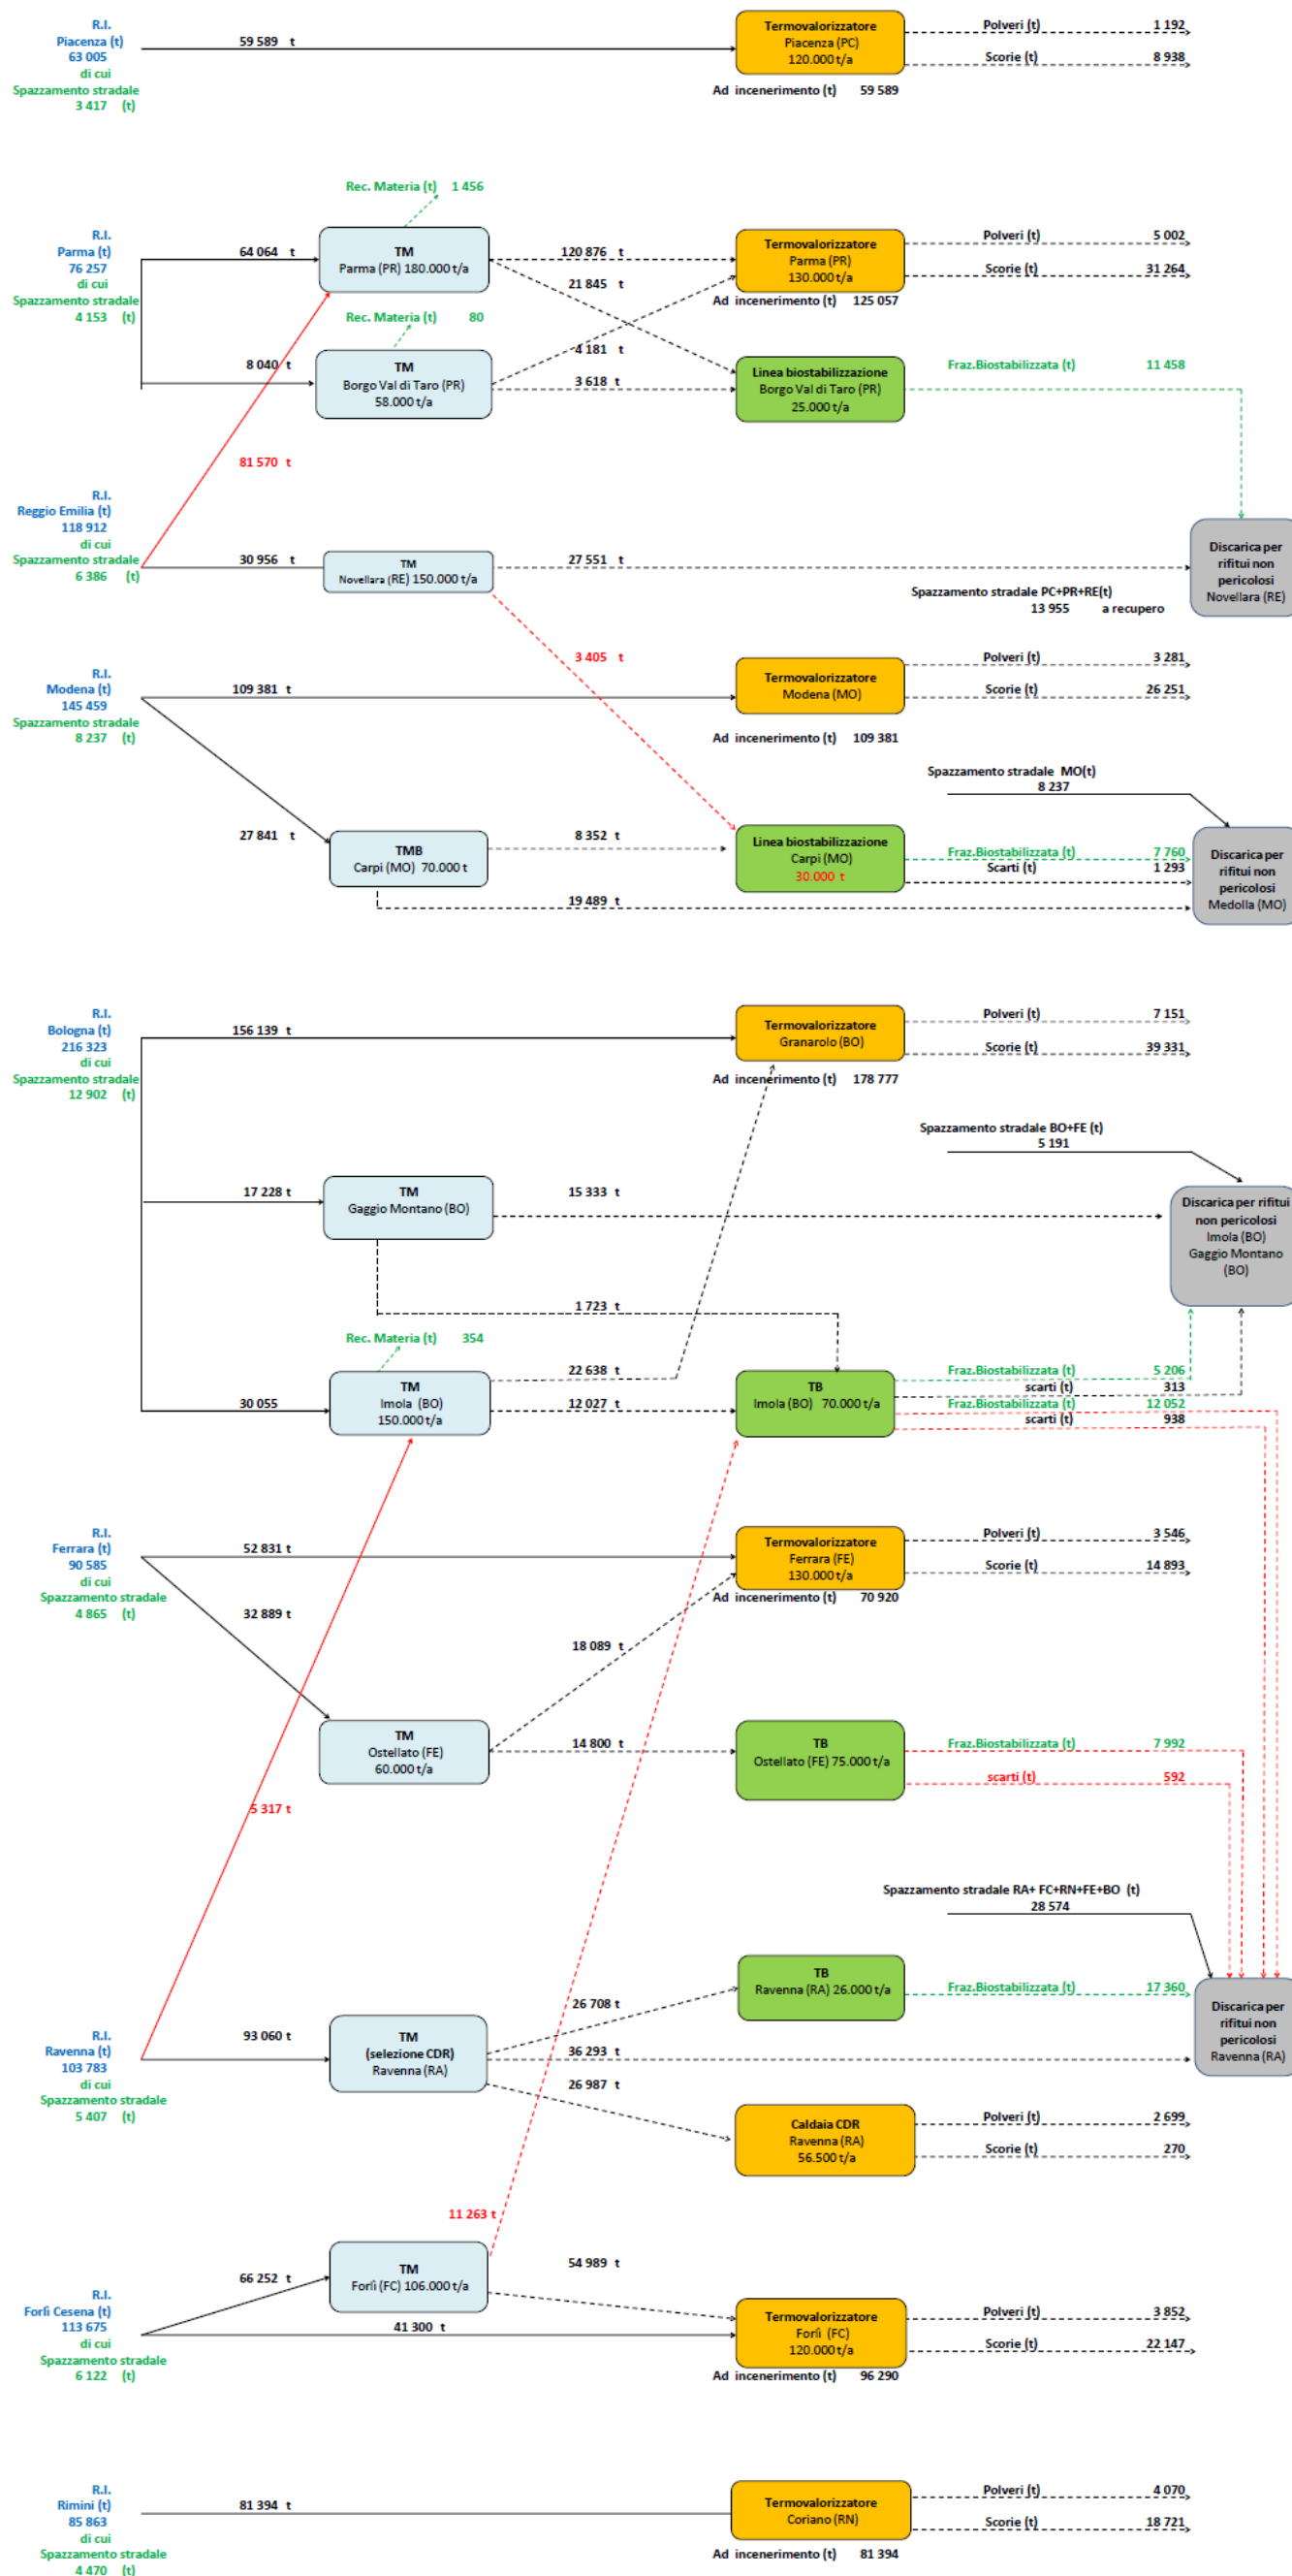 R.I.
Piacenza (t)
63 005
di cui
Spazzamento stradale
3 417 (t)
59 589 t
Termovalorizzatore
Piacenza (PC)
120.000 t/a
Ad incenerimento (t) 59 589
Polveri (t) 1 192
Scorie (t) 8 938
R.I.
Parma (t)
76 257
di cui
Spazzamento stradale
4 153 (t)
64 064 t
8 040 t
Rec. Materia (t) 1 456
TM
Parma (PR) 180.000 t/a
Rec. Materia (t) 80
TM
Borgo Val di Taro (PR)
58.000 t/a
120 876 t
21 845 t
4 181 t
3 618 t
Termovalorizzatore
Parma (PR)
130.000 t/a
Ad incenerimento (t) 125 057
Polveri (t) 5 002
Scorie (t) 31 264
Linea biostabilizzazione
Borgo Val di Taro (PR)
25.000 t/a
Fraz.Biostabilizzata (t) 11 458
81 570 t
R.I.
Reggio Emilia (t)
118 912
di cui
Spazzamento stradale
6 386 (t)
30 956 t
TM
Novellara (RE) 150.000 t/a
27 551 t
3 405 t
Discarica per
rifitui non
pericolosi
Novellara (RE)
Spazzamento stradale PC+PR+RE(t)
13 955 a recupero
R.I.
Modena (t)
145 459
Spazzamento stradale
8 237 (t)
109 381 t
27 841 t
Termovalorizzatore
Modena (MO)
Ad incenerimento (t) 109 381
Polveri (t) 3 281
Scorie (t) 26 251
TMB
Carpi (MO) 70.000 t
8 352 t
19 489 t
Linea biostabilizzazione
Carpi (MO)
30.000 t
Spazzamento stradale MO(t)
8 237
Fraz.Biostabilizzata (t) 7 760
Scarti (t) 1 293
Discarica per
rifitui non
pericolosi
Medolla (MO)
R.I.
Bologna (t)
216 323
di cui
Spazzamento stradale
12 902 (t)
156 139 t
Termovalorizzatore
Granarolo (BO)
Ad incenerimento (t) 178 777
Polveri (t) 7 151
Scorie (t) 39 331
17 228 t
TM
Gaggio Montano (BO)
15 333 t
1 723 t
Spazzamento stradale BO+FE (t)
5 191
Discarica per rifitui
non pericolosi
Imola (BO)
Gaggio Montano
(BO)
Rec. Materia (t) 354
30 055 t
TM
Imola (BO)
150.000 t/a
22 638 t
12 027 t
TB
Imola (BO) 70.000 t/a
Fraz.Biostabilizzata (t) 5 206
scarti (t) 313
Fraz.Biostabilizzata (t) 12 052
scarti (t) 938
R.I.
Ferrara (t)
90 585
di cui
Spazzamento stradale
4 865 (t)
52 831 t
32 889 t
Termovalorizzatore
Ferrara (FE)
130.000 t/a
Ad incenerimento (t) 70 920
Polveri (t) 3 546
Scorie (t) 14 893
18 089 t
TM
Ostellato (FE)
60.000 t/a
14 800 t
TB
Ostellato (FE) 75.000 t/a
Fraz.Biostabilizzata (t) 7 992
scarti (t) 592
5 317 t
Spazzamento stradale RA+ FC+RN+FE+BO (t)
28 574
R.I.
Ravenna (t)
103 783
di cui
Spazzamento stradale
5 407 (t)
93 060 t
TM
(selezione CDR)
Ravenna (RA)
26 708 t
36 293 t
26 987 t
TB
Ravenna (RA) 26.000 t/a
Fraz.Biostabilizzata (t) 17 360
Discarica per
rifitui non
pericolosi
Ravenna (RA)
Caldaia CDR
Ravenna (RA)
56.500 t/a
Polveri (t) 2 699
Scorie (t) 270
11 263 t
R.I.
Forlì Cesena (t)
113 675
di cui
Spazzamento stradale
6 122 (t)
66 252 t
41 300 t
TM
Forlì (FC) 106.000 t/a
54 989 t
Termovalorizzatore
Forlì (FC)
120.000 t/a
Ad incenerimento (t) 96 290
Polveri (t) 3 852
Scorie (t) 22 147
R.I.
Rimini (t)
85 863
di cui
Spazzamento stradale
4 470 (t)
81 394 t
Termovalorizzatore
Coriano (RN)
Ad incenerimento (t) 81 394
Polveri (t) 4 070
Scorie (t) 18 721